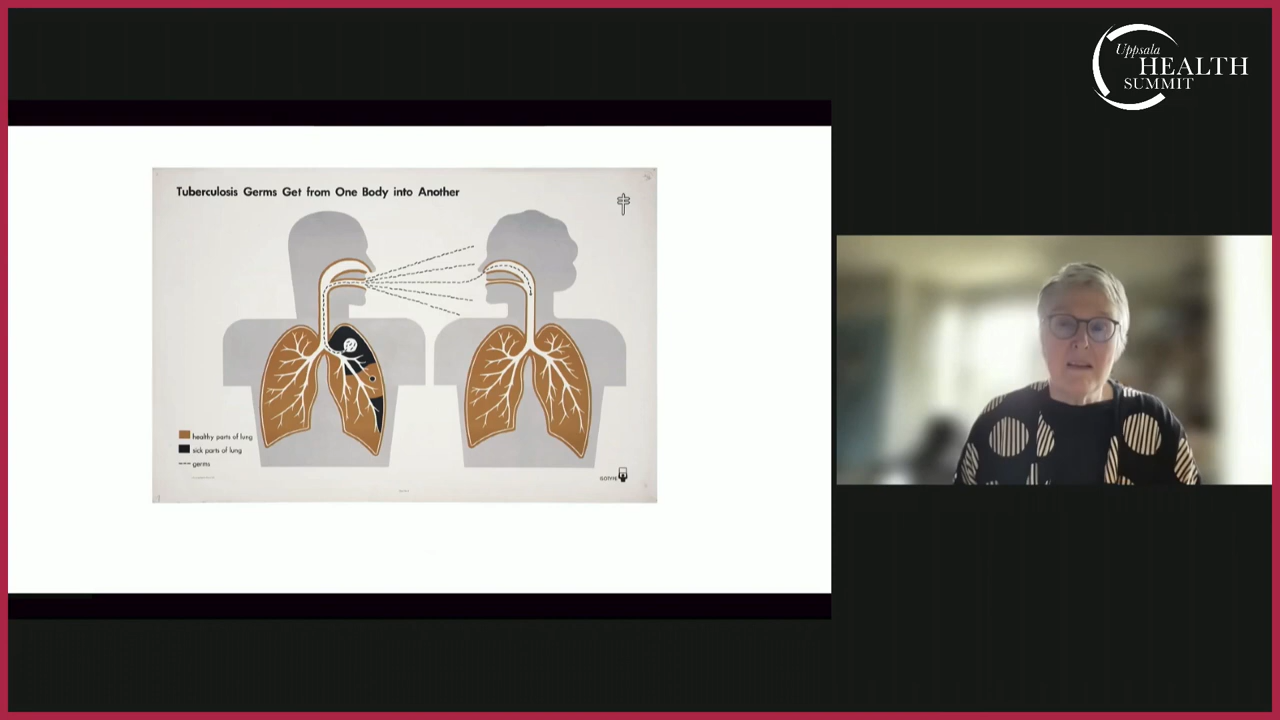 Uppsala
HEALTH
SUMMIT
Tuberculosis Germs Get from One Body into Another
healthy parts of lung
sick parts of lung
germs
ISOTYPE